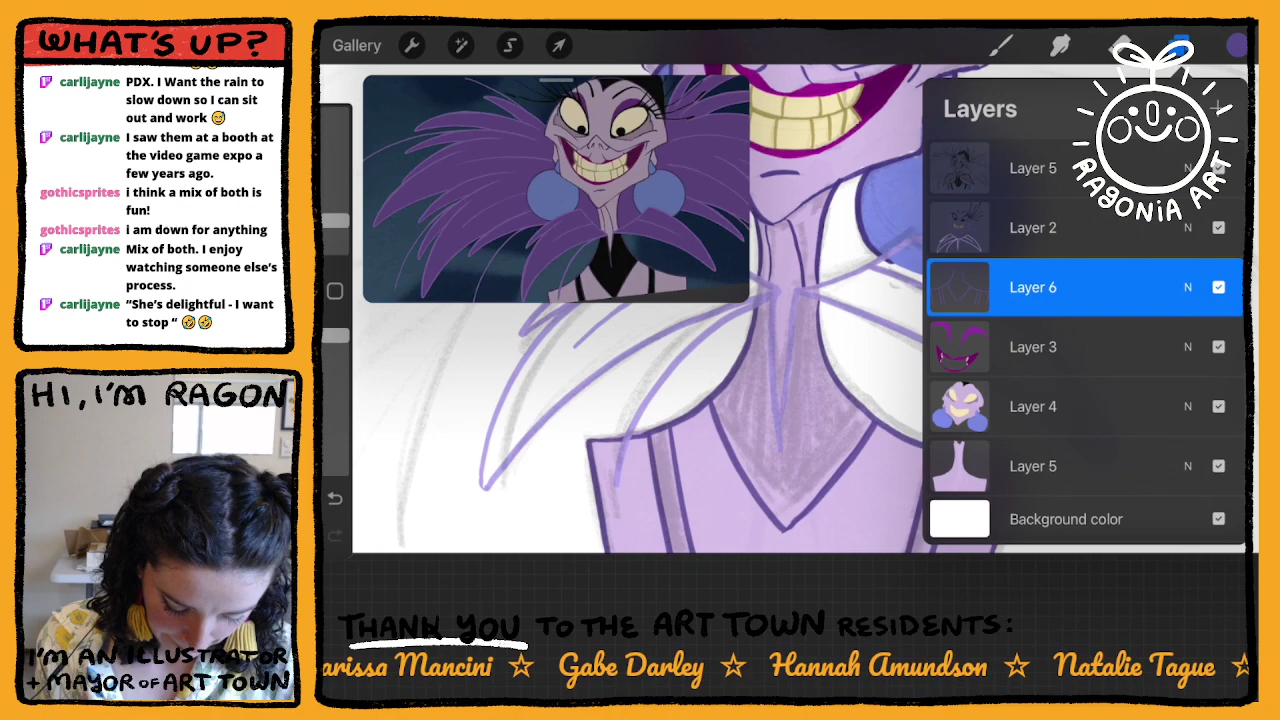 WHAT'S UP?
carlijayne PDX. I Want the rain to
slow down so I can sit
out and work 😅
carlijayne I saw them at a booth at
the video game expo a
few years ago.
gothicsprites i think a mix of both is
fun!
gothicsprites i am down for anything
carlijayne Mix of both. I enjoy
watching someone else's
process.
carlijayne "She's delightful - I want
to stop " 🤣🤣
HI, I'M RAGON
I'M AN ILLUSTRATOR
+ MAYOR OF ART TOWN
Gallery
Layers
Layer 5 N
Layer 2 N
Layer 6 N
Layer 3 N
Layer 4 N
Layer 5 N
Background color
RAGONIA ART
THANK YOU TO THE ART TOWN RESIDENTS:
arissa Mancini ☆ Gabe Darley ☆ Hannah Amundson ☆ Natalie Tague ☆